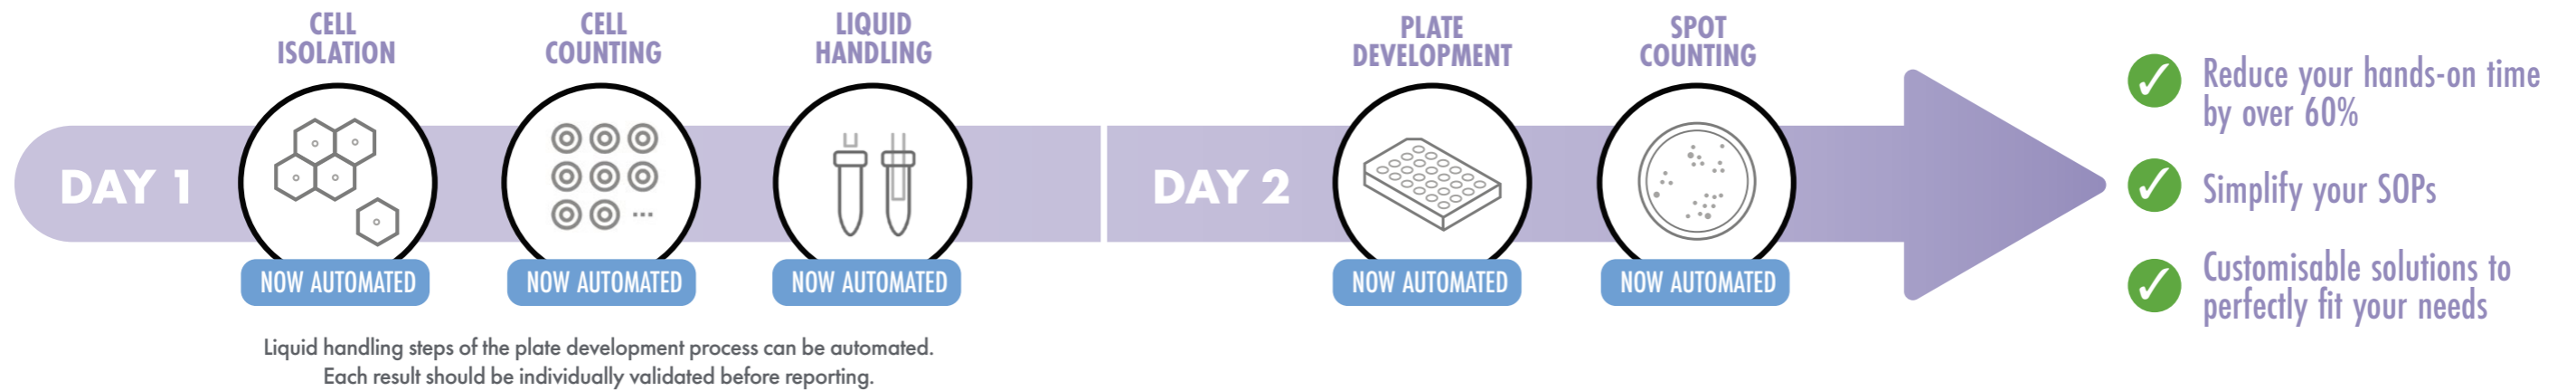 DAY 1
CELL
ISOLATION
NOW AUTOMATED
CELL
COUNTING
NOW AUTOMATED
LIQUID
HANDLING
NOW AUTOMATED
Liquid handling steps of the plate development process can be automated.
Each result should be individually validated before reporting.
DAY 2
PLATE
DEVELOPMENT
NOW AUTOMATED
SPOT
COUNTING
NOW AUTOMATED
Reduce your hands-on time
by over 60%
Simplify your SOPs
Customisable solutions to
perfectly fit your needs